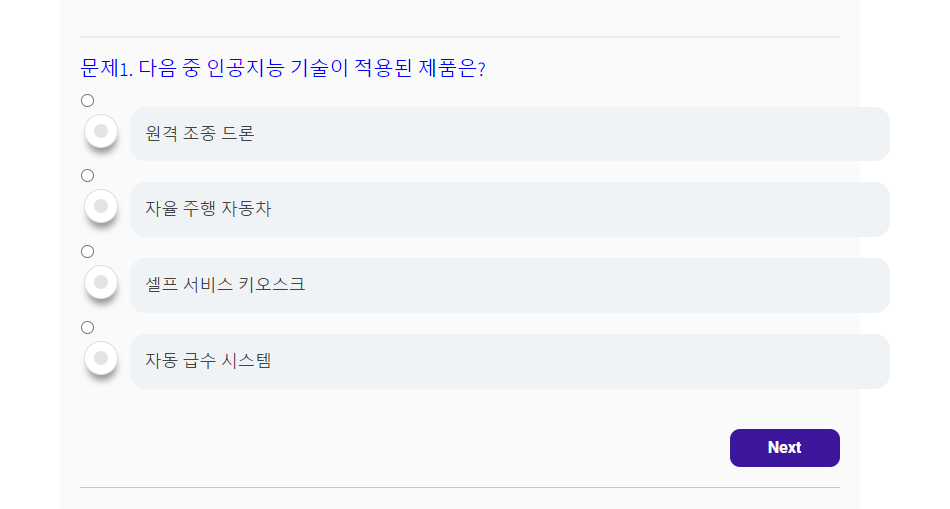 문제1. 다음 중 인공지능 기술이 적용된 제품은?
원격 조종 드론
자율 주행 자동차
셀프 서비스 키오스크
자동 급수 시스템
Next